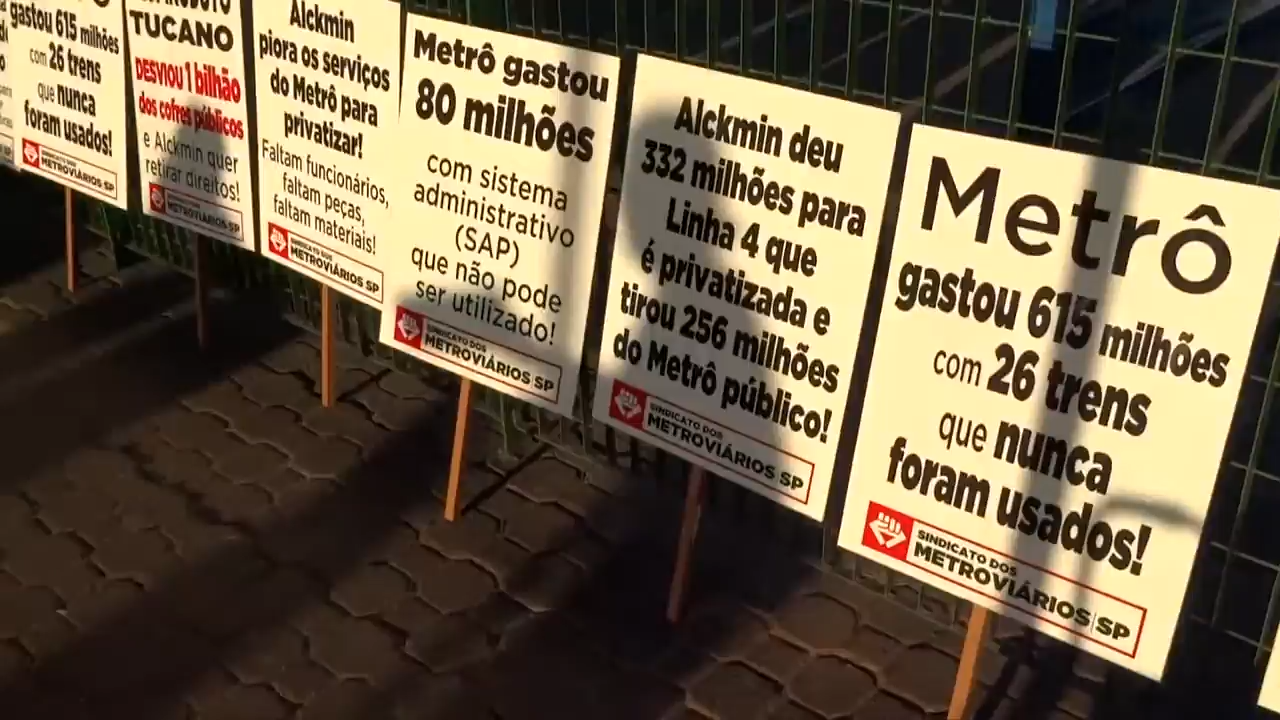 gastou 615 milhões
com 26 trens
que nunca
foram usados!
SINDICATO DOS
METROVIÁRIOS SP
TUCANO
DESVIOU 1 bilhão
dos cofres públicos
e Alckmin quer
retirar direitos!
SINDICATO DOS
METROVIÁRIOS SP
Alckmin
piora os serviços
do Metrô para
privatizar!
Faltam funcionários,
faltam peças,
faltam materiais!
SINDICATO DOS
METROVIÁRIOS SP
Metrô gastou
80 milhões
com sistema
administrativo
(SAP)
que não pode
ser utilizado!
SINDICATO DOS
METROVIÁRIOS SP
Alckmin deu
332 milhões para
Linha 4 que
é privatizada e
tirou 256 milhões
do Metrô público!
SINDICATO DOS
METROVIÁRIOS SP
Metrô
gastou 615 milhões
com 26 trens
que nunca
foram usados!
SINDICATO DOS
METROVIÁRIOS SP